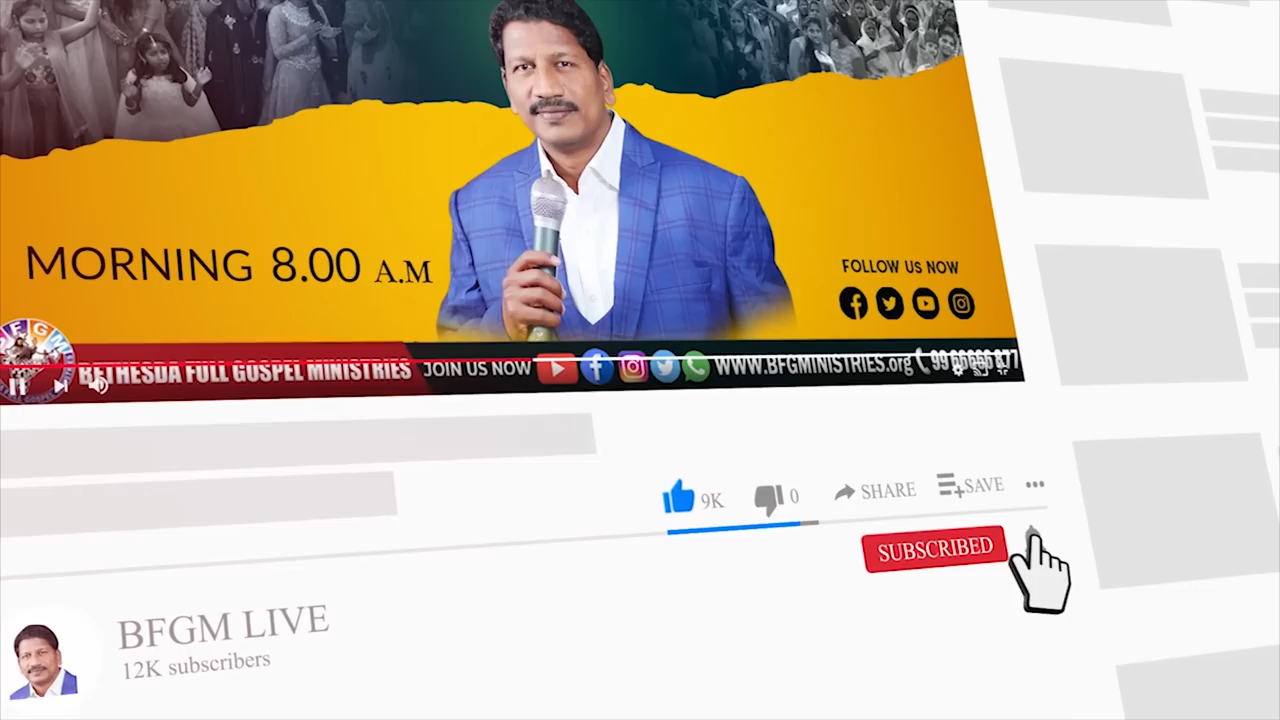 MORNING 8.00 A.M
FOLLOW US NOW
BFGM
BETHESDA FULL GOSPEL MINISTRIES JOIN US NOW WWW.BFGMINISTRIES.org
9K 0 SHARE SAVE
SUBSCRIBED
BFGM LIVE
12K subscribers